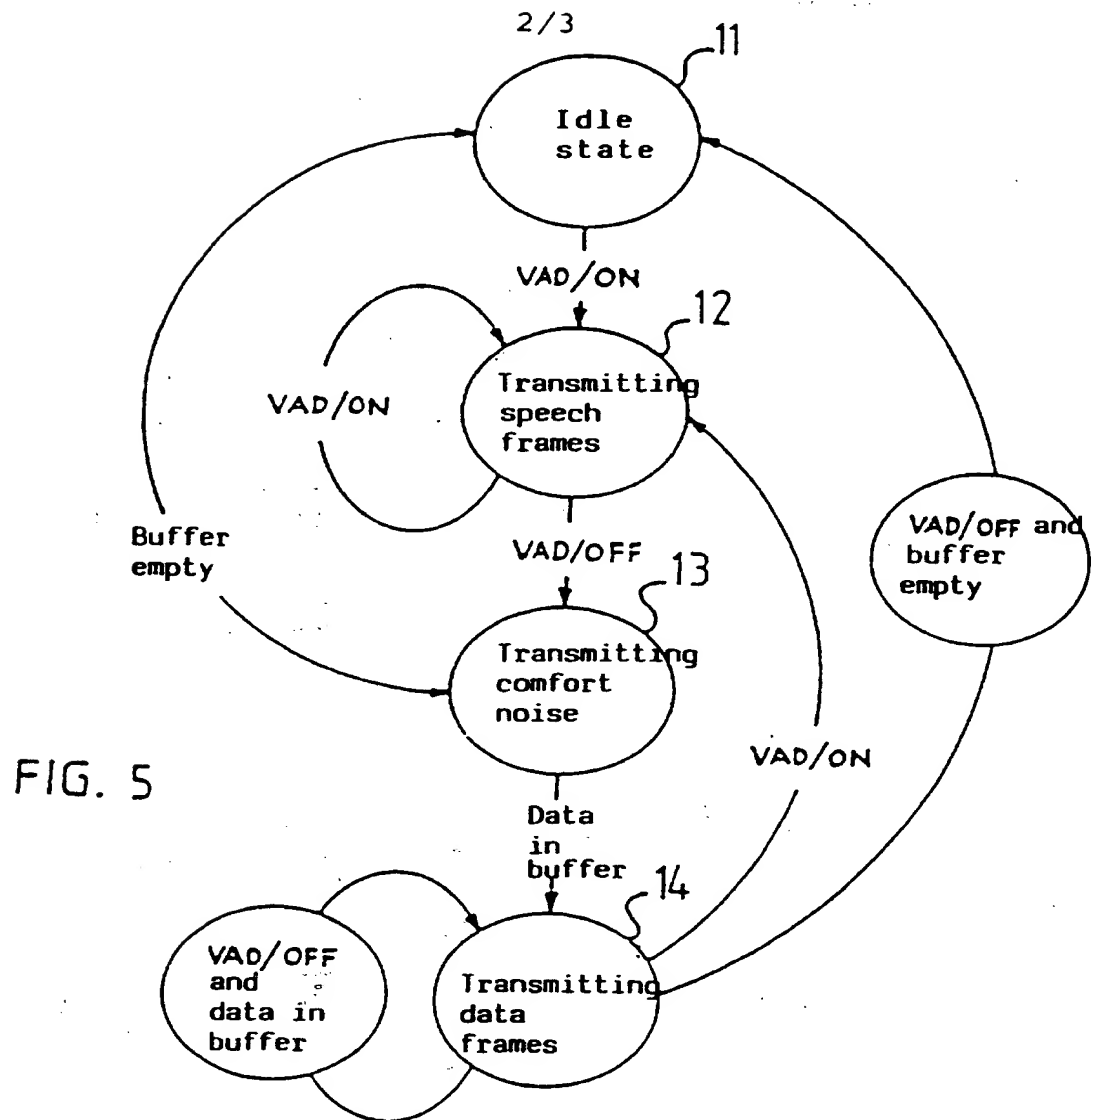 2/3
11
Idle
state
VAD/ON
12
Transmitting
speech
frames
VAD/ON
VAD/OFF and
buffer
empty
Buffer
empty
VAD/OFF
13
Transmitting
comfort
noise
VAD/ON
FIG. 5
Data
in
buffer
14
VAD/OFF
and
data in
buffer
Transmitting
data
frames